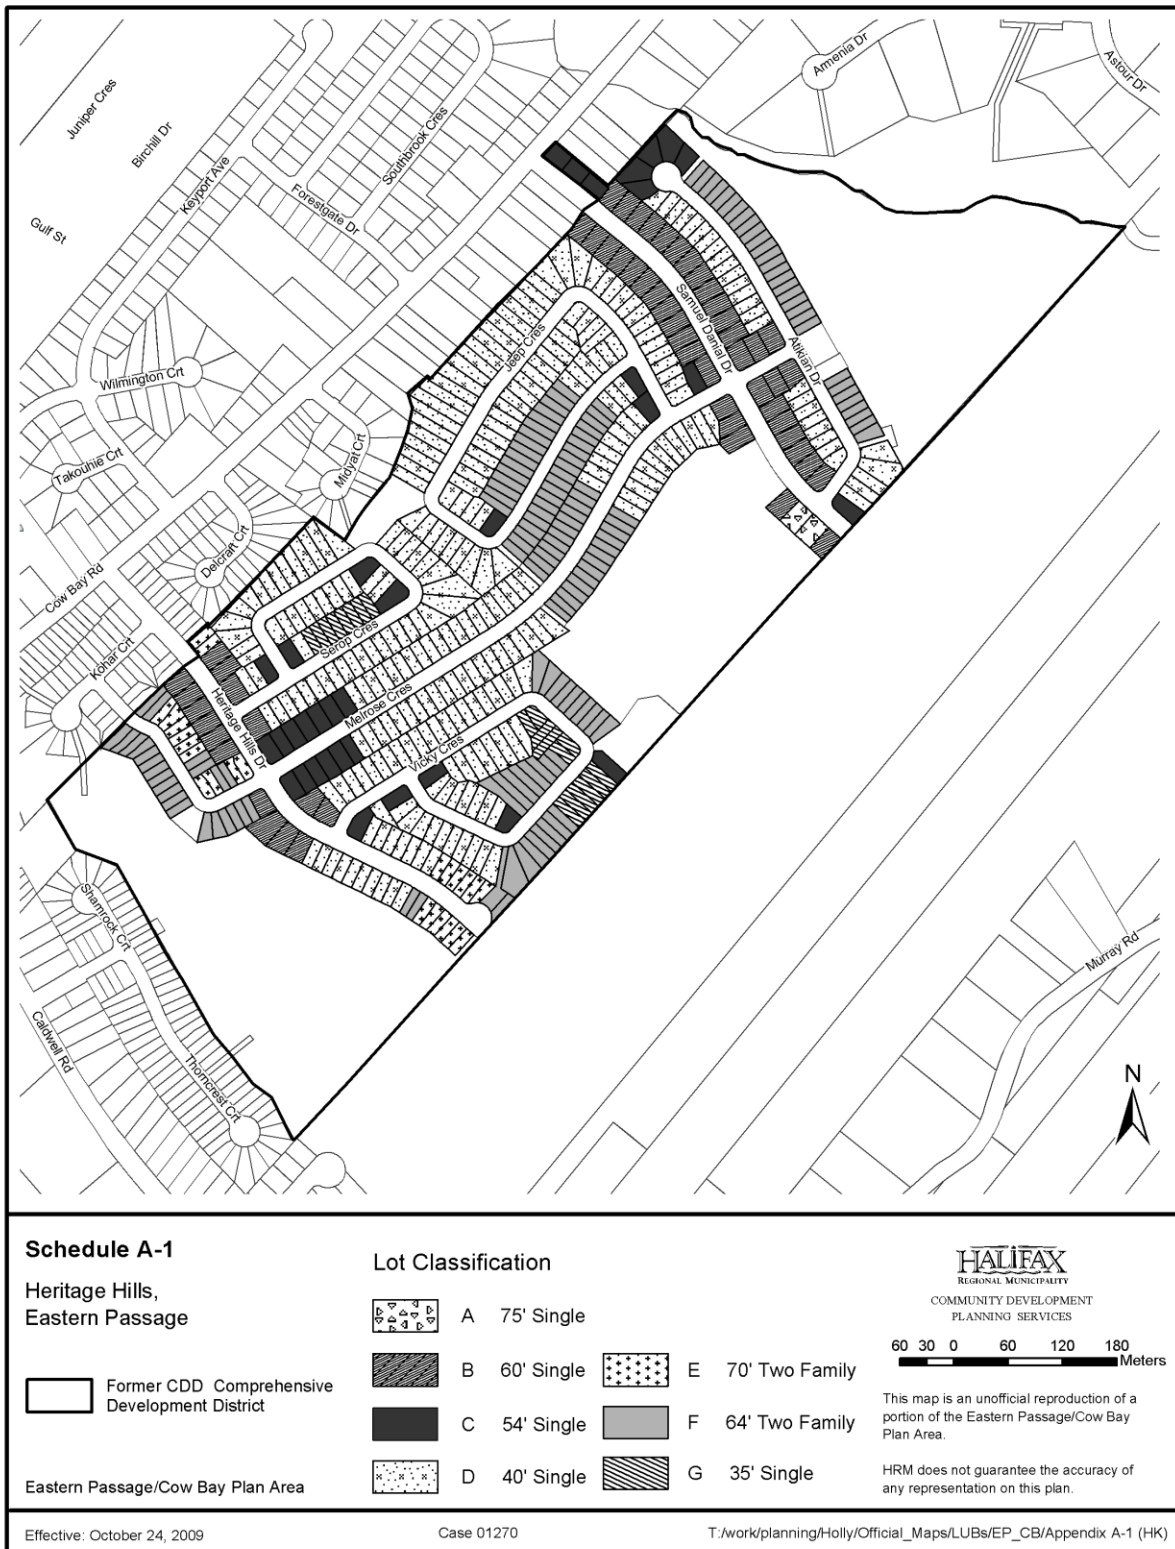 Juniper Cres
Birchill Dr
Gulf St
Keyport Ave
Southbrook Cres
Forestgate Dr
Armenia Dr
Astour Dr
Wilmington Crt
Takouhie Crt
Midyat Crt
Delcraft Crt
Cow Bay Rd
Kohar Crt
Jeep Cres
Samuel Danial Dr
Atikian Dr
Serop Cres
Heritage Hills Dr
Melrose Cres
Vicky Cres
Shamrock Crt
Caldwell Rd
Thorncrest Crt
Murray Rd
N
Schedule A-1
Heritage Hills,
Eastern Passage
Former CDD Comprehensive
Development District
Eastern Passage/Cow Bay Plan Area
Lot Classification
A 75' Single
B 60' Single
C 54' Single
D 40' Single
E 70' Two Family
F 64' Two Family
G 35' Single
HALIFAX
REGIONAL MUNICIPALITY
COMMUNITY DEVELOPMENT
PLANNING SERVICES
60 30 0 60 120 180
Meters
This map is an unofficial reproduction of a
portion of the Eastern Passage/Cow Bay
Plan Area.
HRM does not guarantee the accuracy of
any representation on this plan.
Effective: October 24, 2009
Case 01270
T:/work/planning/Holly/Official_Maps/LUBs/EP_CB/Appendix A-1 (HK)